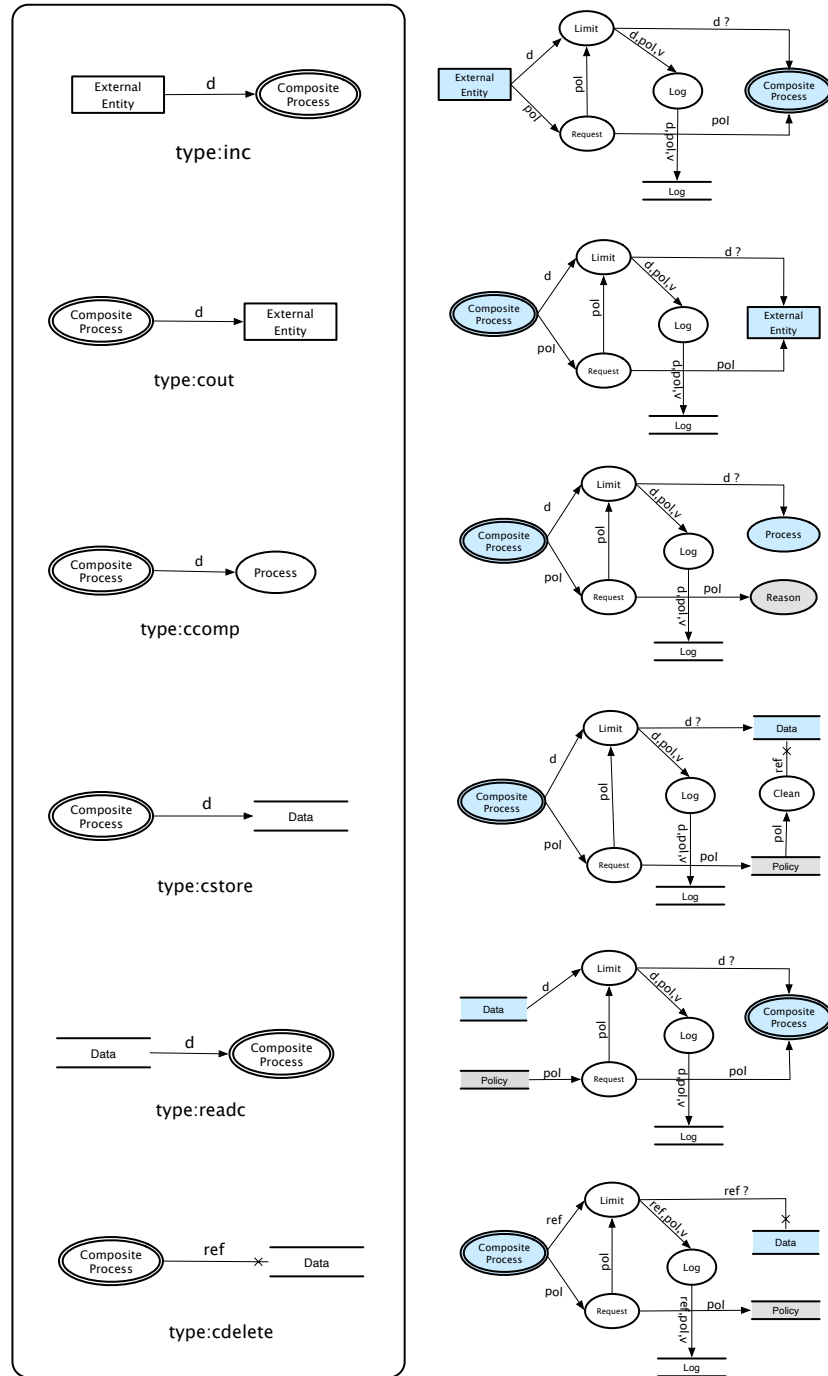 External
Entity
d
Composite
Process
type:inc
External
Entity
d
pol
Limit
pol
Request
d,pol,v
Log
d,pol,v
Log
d ?
pol
Composite
Process
Composite
Process
d
External
Entity
type:cout
Composite
Process
d
pol
Limit
pol
Request
d,pol,v
Log
d,pol,v
Log
d ?
pol
External
Entity
Composite
Process
d
Process
type:ccomp
Composite
Process
d
pol
Limit
pol
Request
d,pol,v
Log
d,pol,v
Log
d ?
Process
pol
Reason
Composite
Process
d
Data
type:cstore
Composite
Process
d
pol
Limit
pol
Request
d,pol,v
Log
d,pol,v
Log
d ?
Data
ref
Clean
pol
pol
Policy
Data
d
Composite
Process
type:readc
Data
d
Policy
pol
Limit
pol
Request
d,pol,v
Log
d,pol,v
Log
d ?
pol
Composite
Process
Composite
Process
ref
Data
type:cdelete
Composite
Process
ref
pol
Limit
pol
Request
ref,pol,v
Log
ref,pol,v
Log
ref ?
Data
pol
Policy